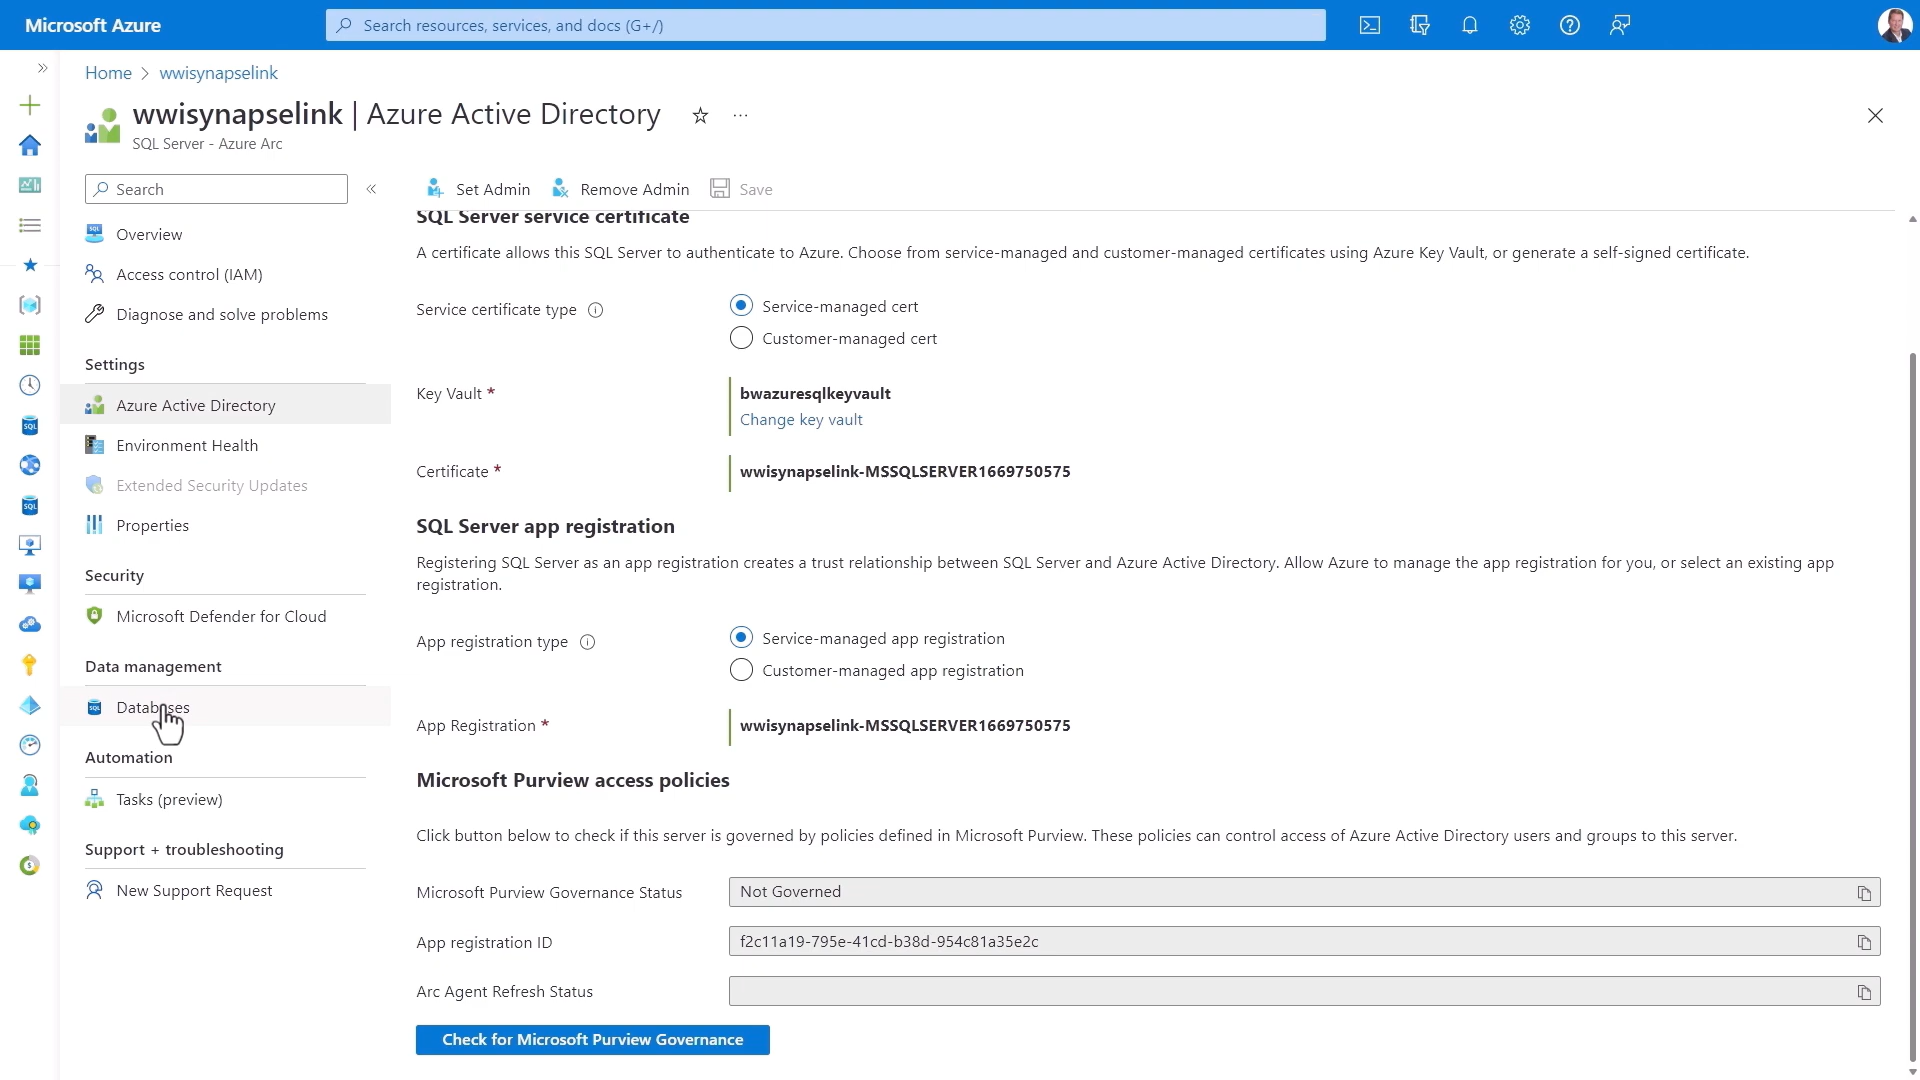 Microsoft Azure
Search resources, services, and docs (G+/)
Home > wwisynapselink
wwisynapselink | Azure Active Directory
SQL Server - Azure Arc
Search
Set Admin
Remove Admin
Save
Overview
Access control (IAM)
Diagnose and solve problems
Settings
Azure Active Directory
Environment Health
Extended Security Updates
Properties
Security
Microsoft Defender for Cloud
Data management
Databases
Automation
Tasks (preview)
Support + troubleshooting
New Support Request
SQL Server service certificate
A certificate allows this SQL Server to authenticate to Azure. Choose from service-managed and customer-managed certificates using Azure Key Vault, or generate a self-signed certificate.
Service certificate type
Service-managed cert
Customer-managed cert
Key Vault *
bwazuresqlkeyvault
Change key vault
Certificate *
wwisynapselink-MSSQLSERVER1669750575
SQL Server app registration
Registering SQL Server as an app registration creates a trust relationship between SQL Server and Azure Active Directory. Allow Azure to manage the app registration for you, or select an existing app
registration.
App registration type
Service-managed app registration
Customer-managed app registration
App Registration *
wwisynapselink-MSSQLSERVER1669750575
Microsoft Purview access policies
Click button below to check if this server is governed by policies defined in Microsoft Purview. These policies can control access of Azure Active Directory users and groups to this server.
Microsoft Purview Governance Status
Not Governed
App registration ID
f2c11a19-795e-41cd-b38d-954c81a35e2c
Arc Agent Refresh Status
Check for Microsoft Purview Governance